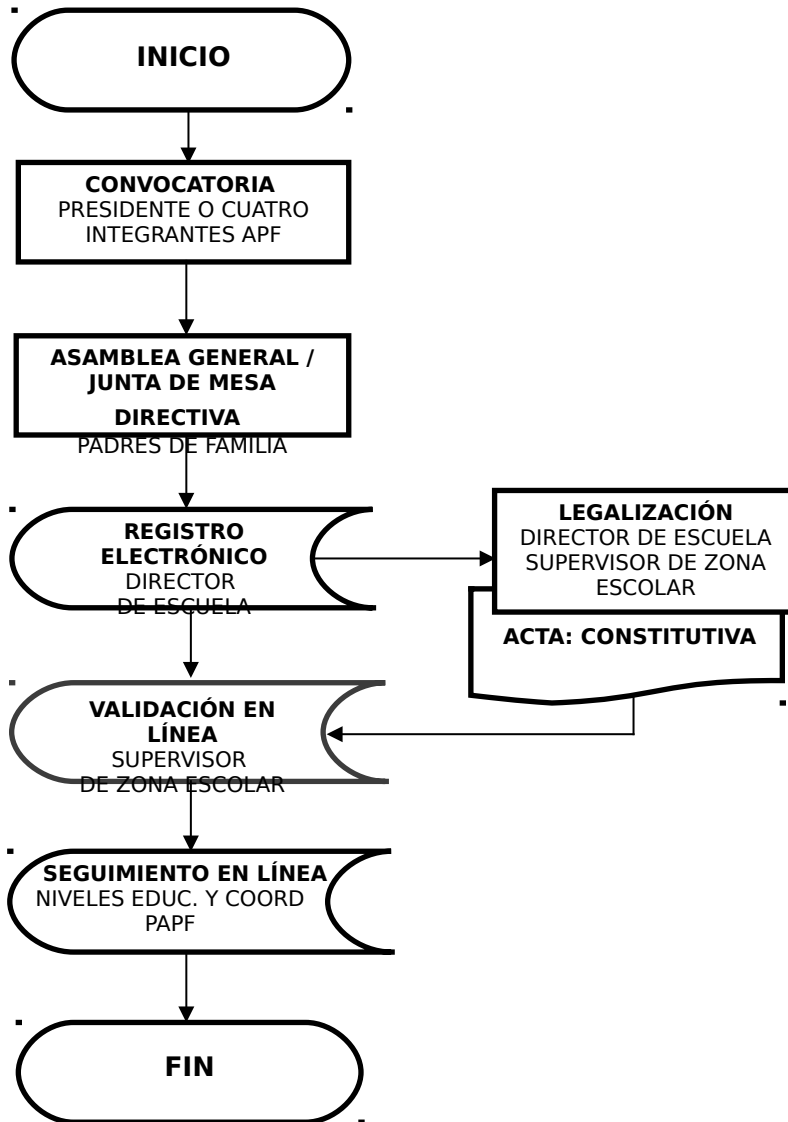 INICIO
CONVOCATORIA
PRESIDENTE O CUATRO
INTEGRANTES APF
ASAMBLEA GENERAL /
JUNTA DE MESA
DIRECTIVA
PADRES DE FAMILIA
REGISTRO
ELECTRÓNICO
DIRECTOR
DE ESCUELA
LEGALIZACIÓN
DIRECTOR DE ESCUELA
SUPERVISOR DE ZONA
ESCOLAR
ACTA: CONSTITUTIVA
VALIDACIÓN EN
LÍNEA
SUPERVISOR
DE ZONA ESCOLAR
SEGUIMIENTO EN LÍNEA
NIVELES EDUC. Y COORD
PAPF
FIN